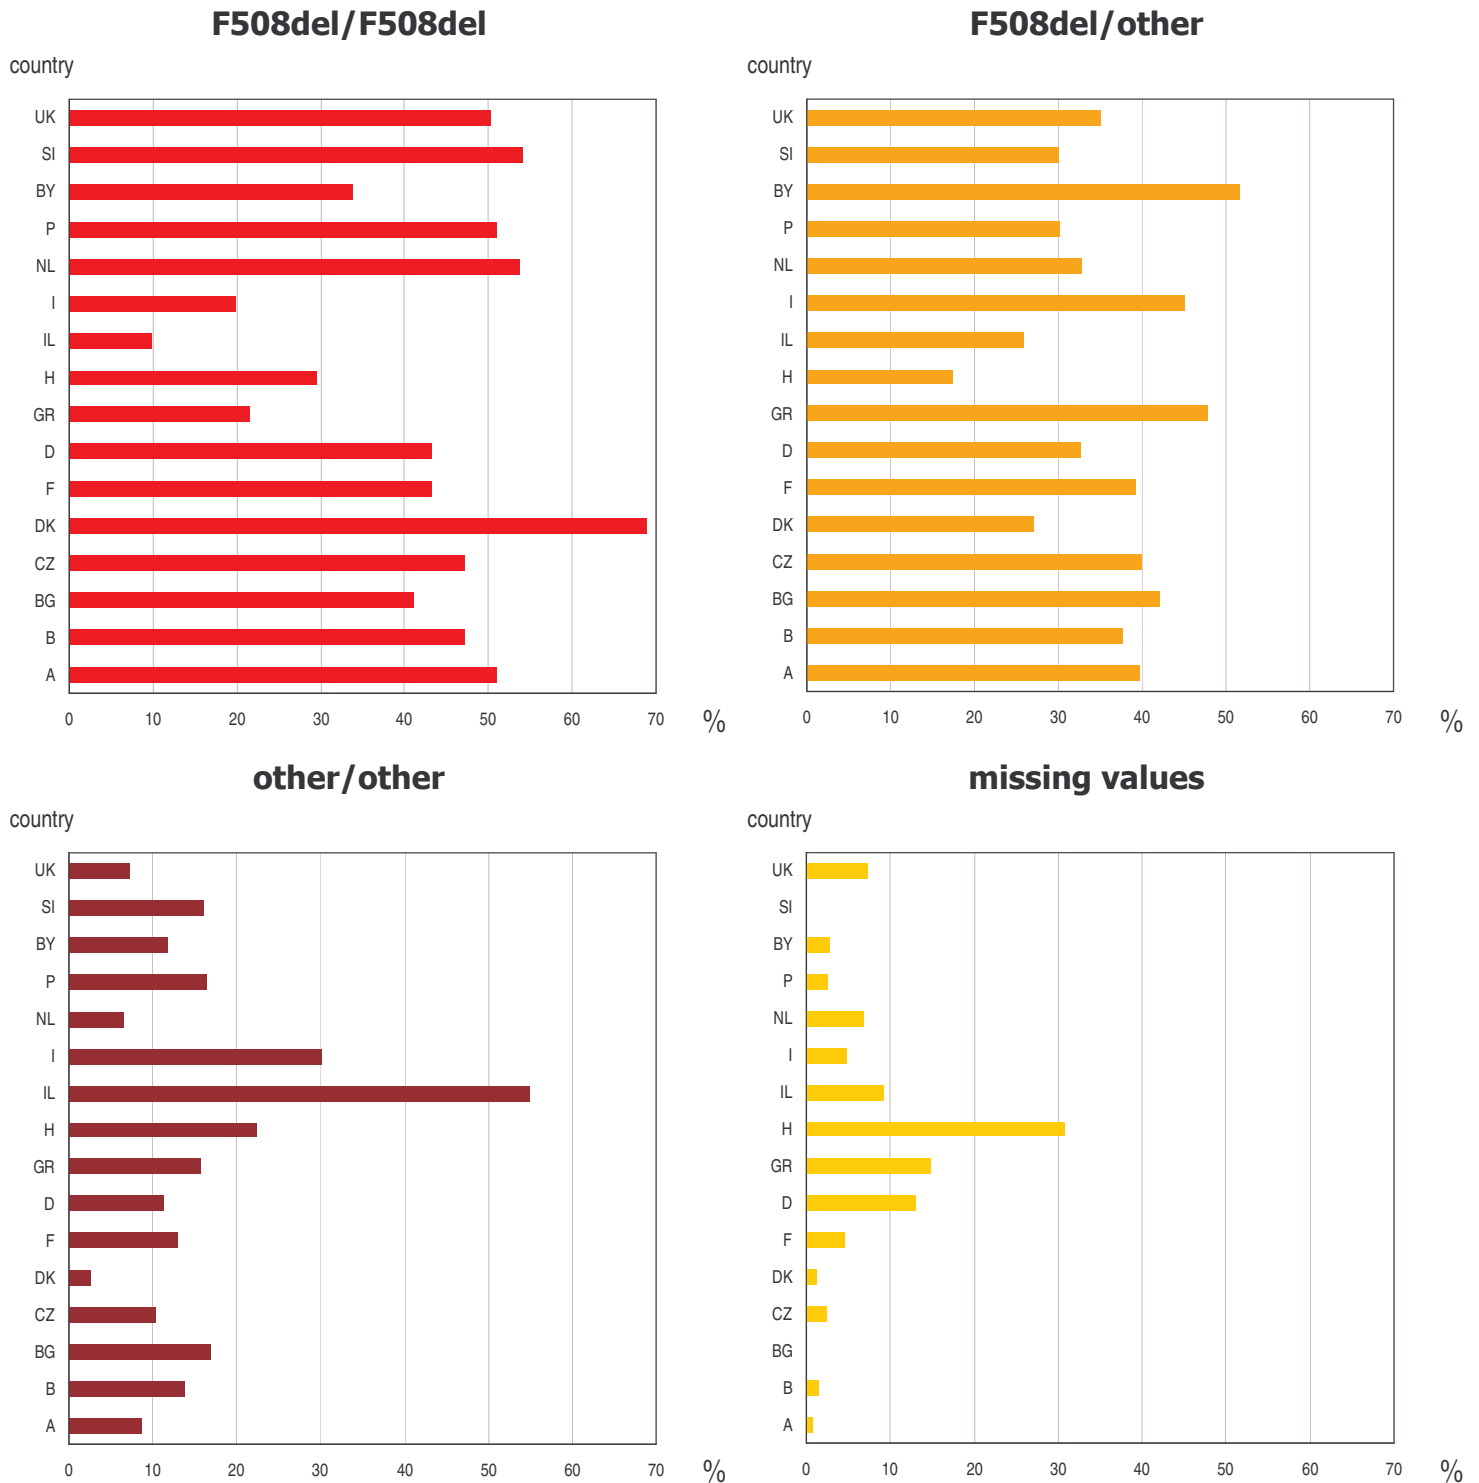 F508del/F508del
country
UK
SI
BY
P
NL
I
IL
H
GR
D
F
DK
CZ
BG
B
A
0 10 20 30 40 50 60 70 %
F508del/other
country
UK
SI
BY
P
NL
I
IL
H
GR
D
F
DK
CZ
BG
B
A
0 10 20 30 40 50 60 70 %
other/other
country
UK
SI
BY
P
NL
I
IL
H
GR
D
F
DK
CZ
BG
B
A
0 10 20 30 40 50 60 70 %
missing values
country
UK
SI
BY
P
NL
I
IL
H
GR
D
F
DK
CZ
BG
B
A
0 10 20 30 40 50 60 70 %